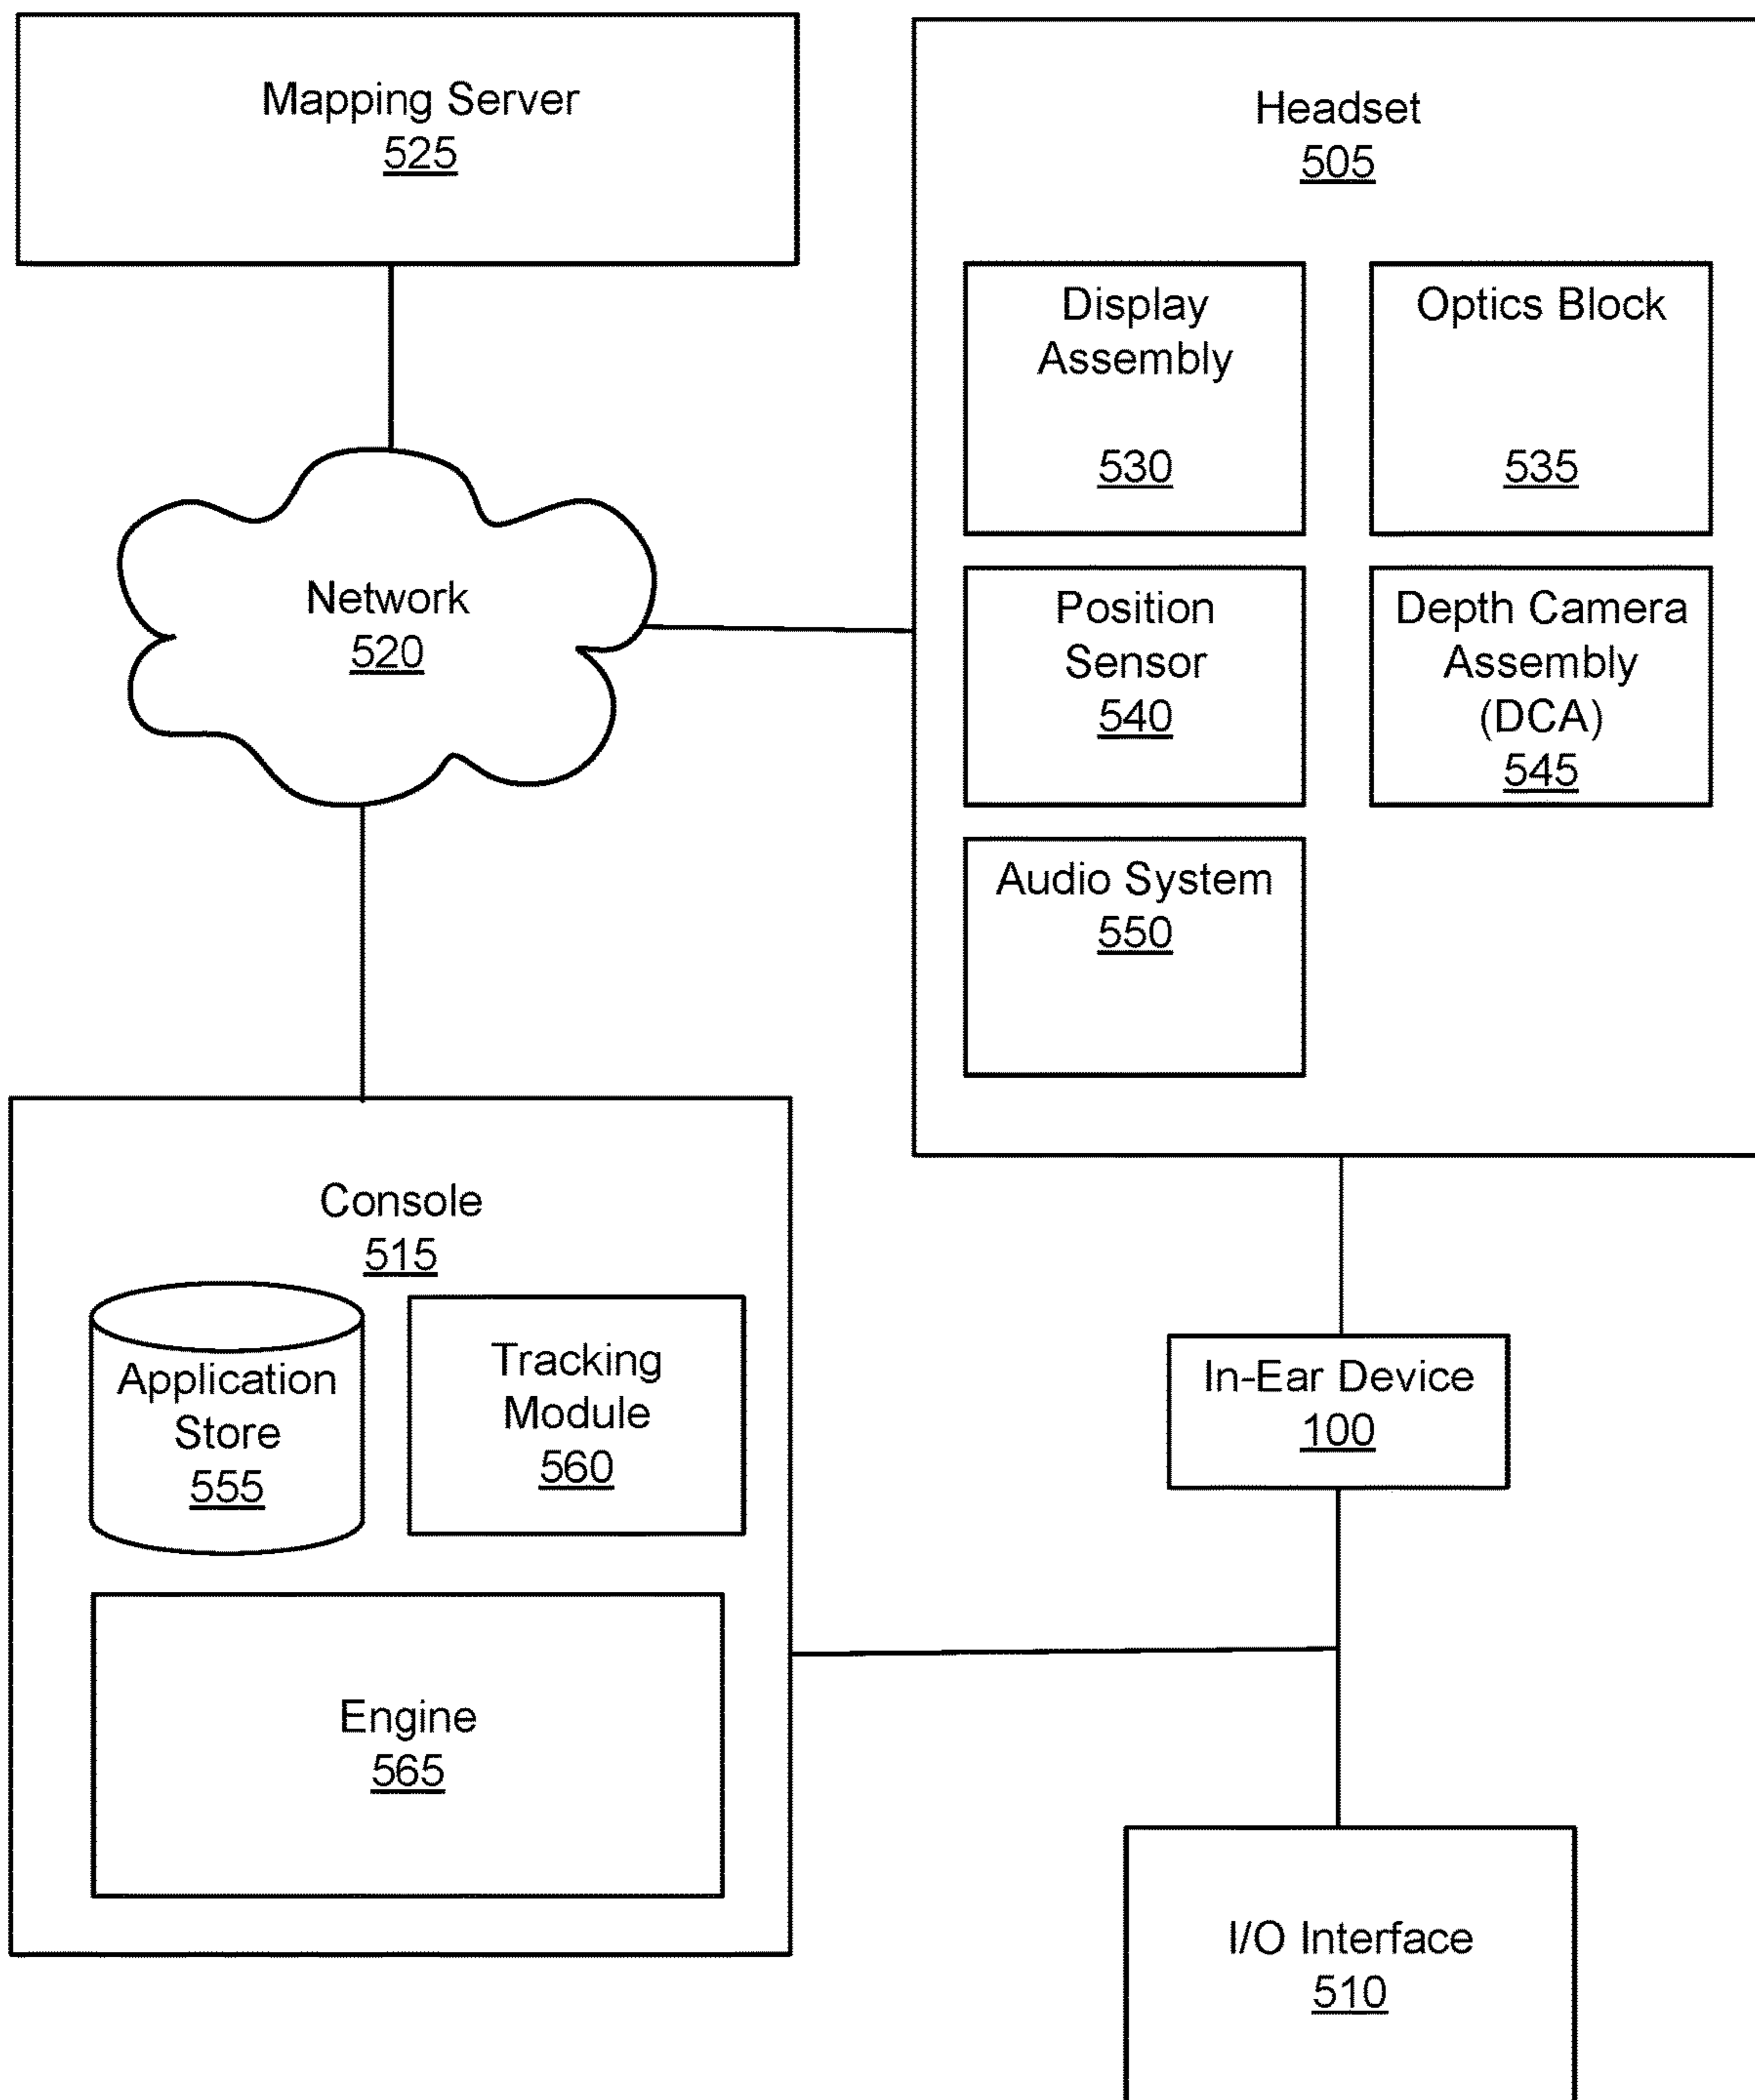 Mapping Server
525
Headset
505
Display
Assembly
530
Optics Block
535
Network
520
Position
Sensor
540
Depth Camera
Assembly
(DCA)
545
Audio System
550
Console
515
Application
Store
555
Tracking
Module
560
In-Ear Device
100
Engine
565
I/O Interface
510